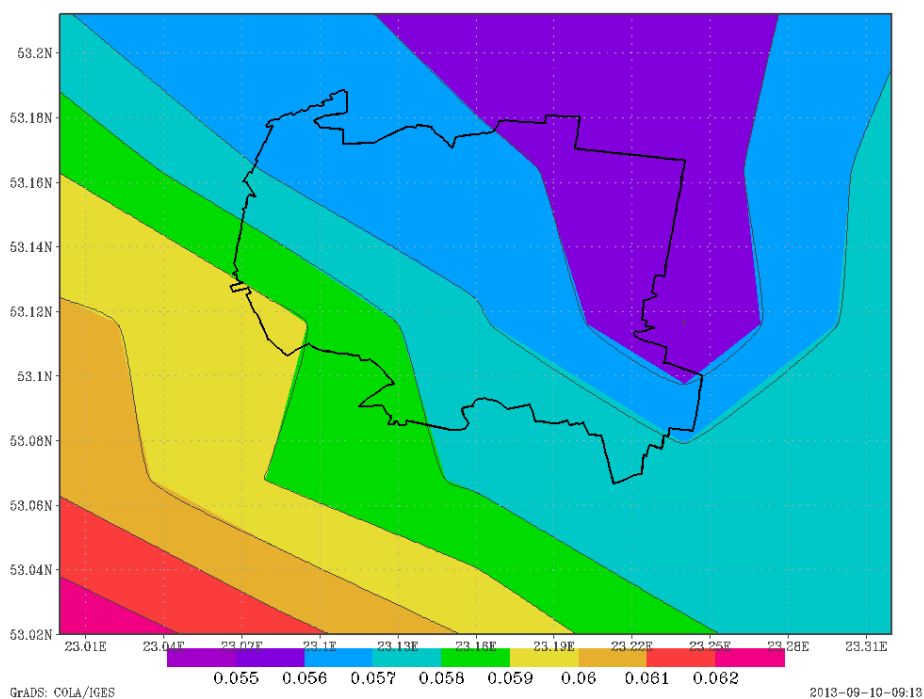 53.2N
53.18N
53.16N
53.14N
53.12N
53.1N
53.08N
53.06N
53.04N
53.02N
23.01E 23.04E 23.07E 23.1E 23.13E 23.16E 23.19E 23.22E 23.25E 23.28E 23.31E
0.055 0.056 0.057 0.058 0.059 0.06 0.061 0.062
GrADS: COLA/IGES 2013-09-10-09:13